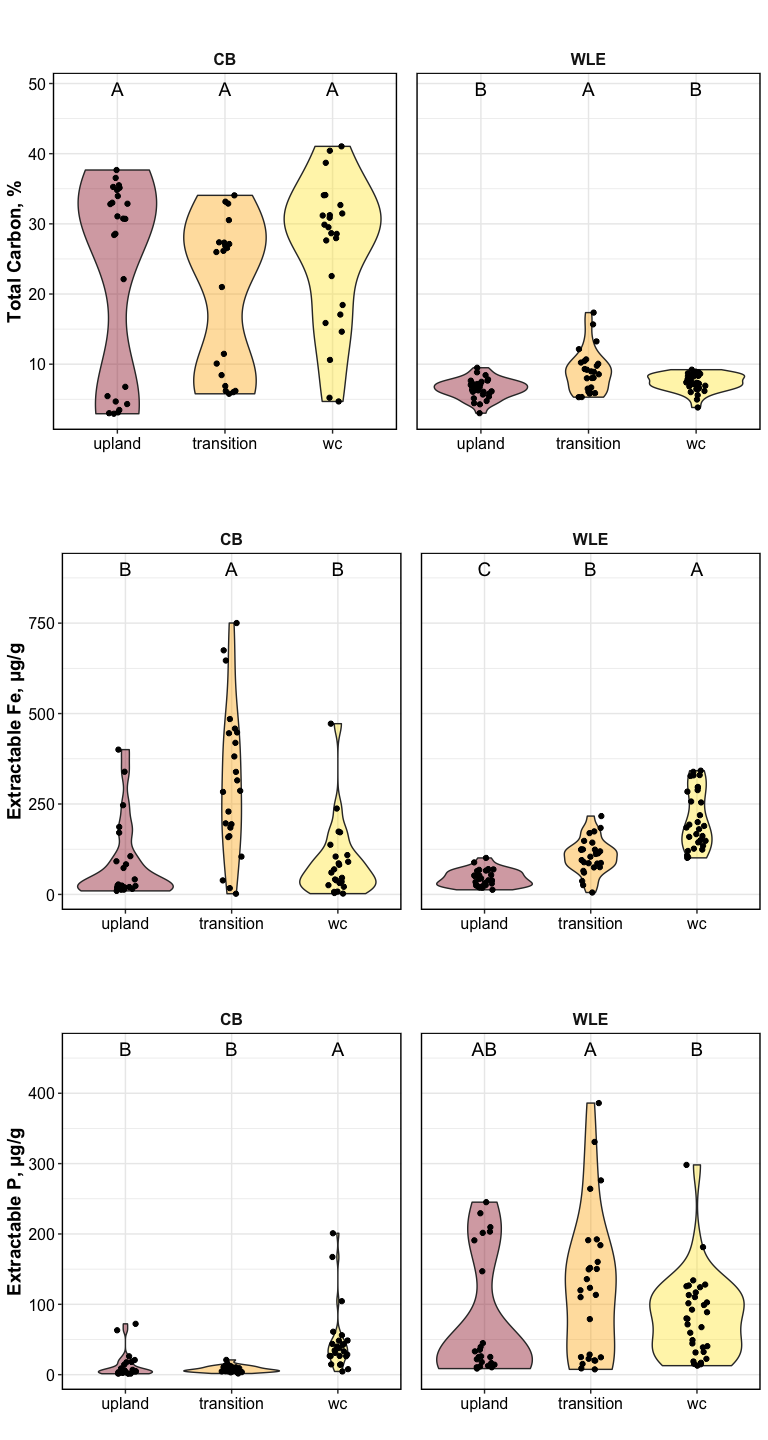 CB WLE
A A A B A B
Total Carbon, %
50
40
30
20
10
upland transition wc upland transition wc
CB WLE
B A B C B A
Extractable Fe, µg/g
750
500
250
0
upland transition wc upland transition wc
CB WLE
B B A AB A B
Extractable P, µg/g
400
300
200
100
0
upland transition wc upland transition wc